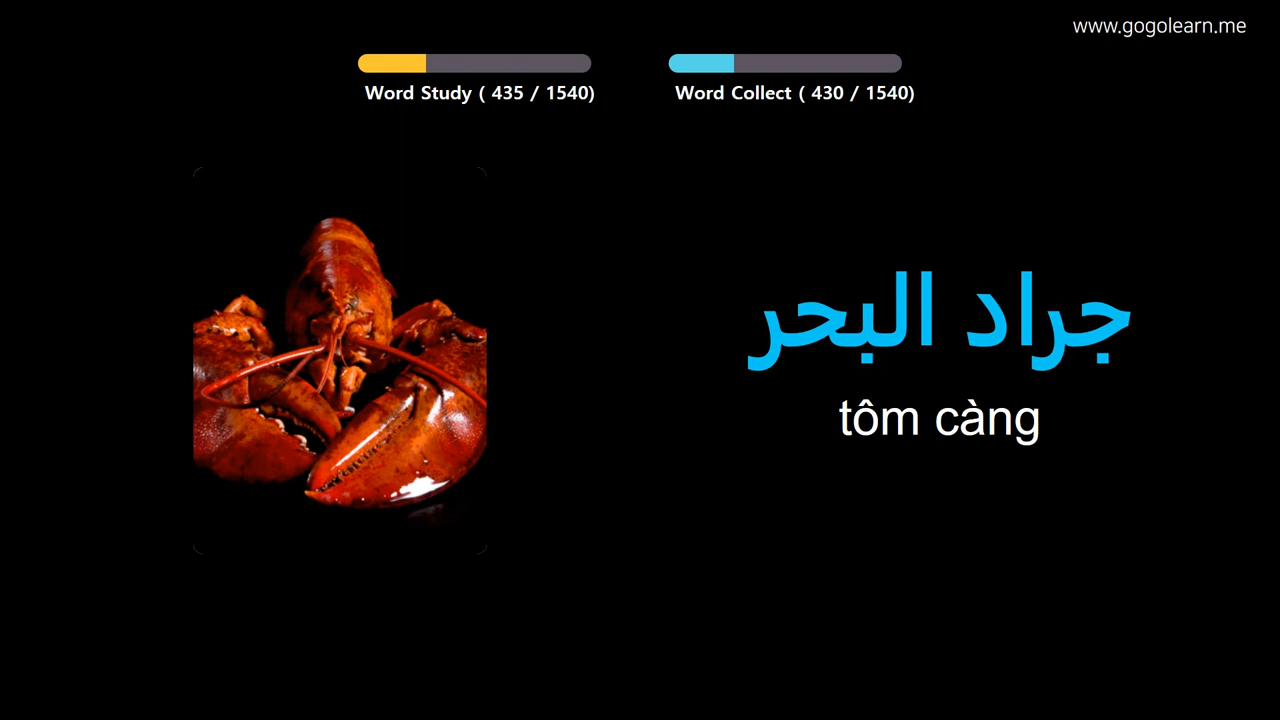 www.gogolearn.me
Word Study ( 435 / 1540)
Word Collect ( 430 / 1540)
جراد البحر
tôm càng